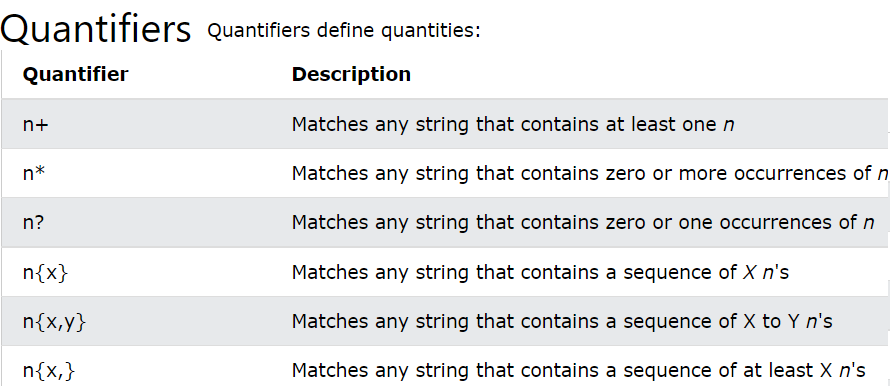 Quantifiers Quantifiers define quantities:
Quantifier Description
n+ Matches any string that contains at least one n
n* Matches any string that contains zero or more occurrences of n
n? Matches any string that contains zero or one occurrences of n
n{x} Matches any string that contains a sequence of X n's
n{x,y} Matches any string that contains a sequence of X to Y n's
n{x,} Matches any string that contains a sequence of at least X n's